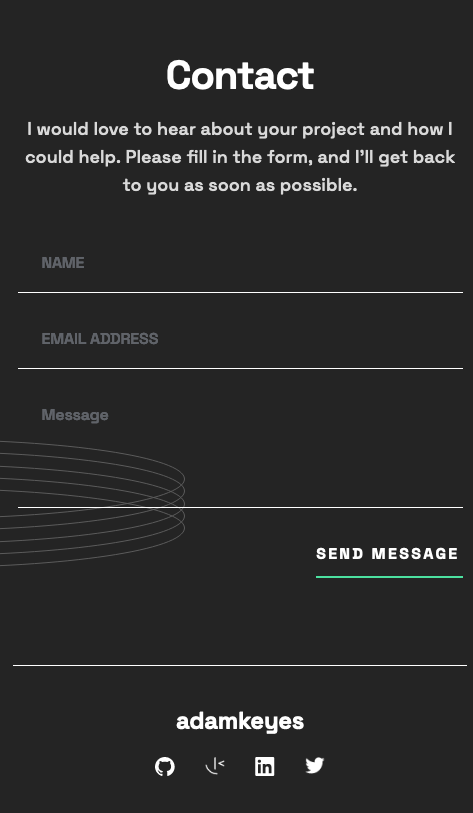 Contact
I would love to hear about your project and how I
could help. Please fill in the form, and I'll get back
to you as soon as possible.
NAME
EMAIL ADDRESS
Message
SEND MESSAGE
adamkeyes